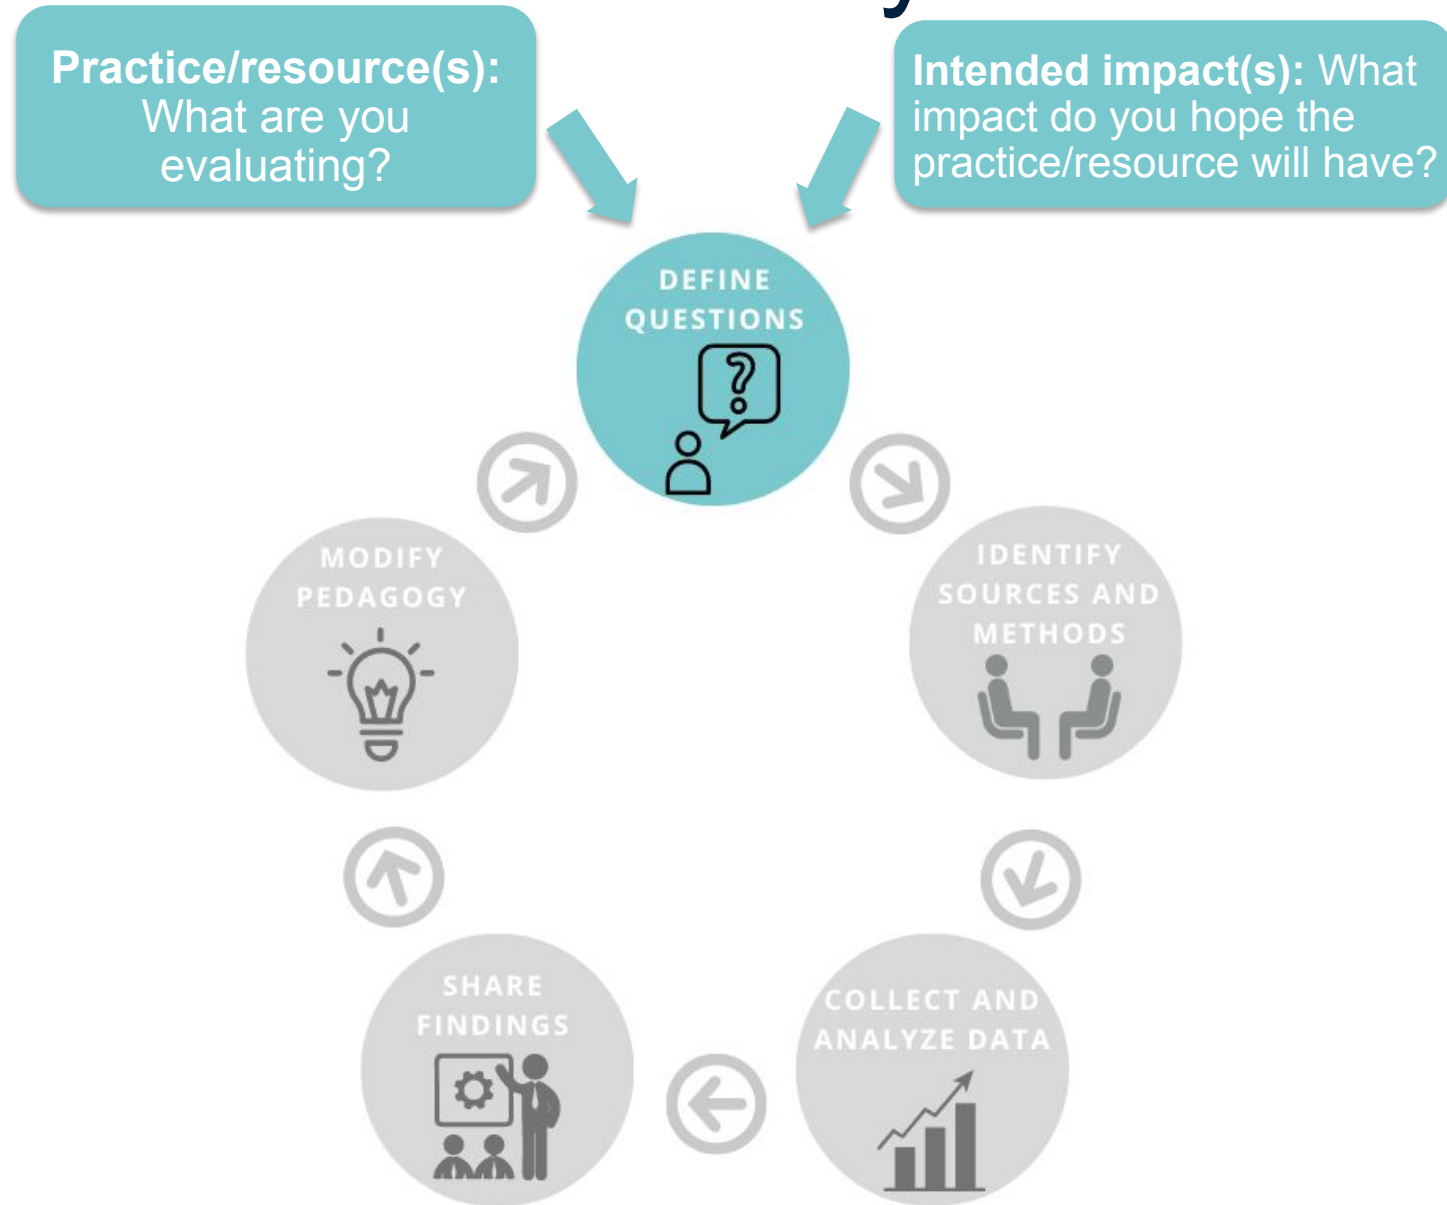 Practice/resource(s):
What are you
evaluating?
Intended impact(s): What
impact do you hope the
practice/resource will have?
DEFINE
QUESTIONS
?
IDENTIFY
SOURCES AND
METHODS
COLLECT AND
ANALYZE DATA
SHARE
FINDINGS
MODIFY
PEDAGOGY